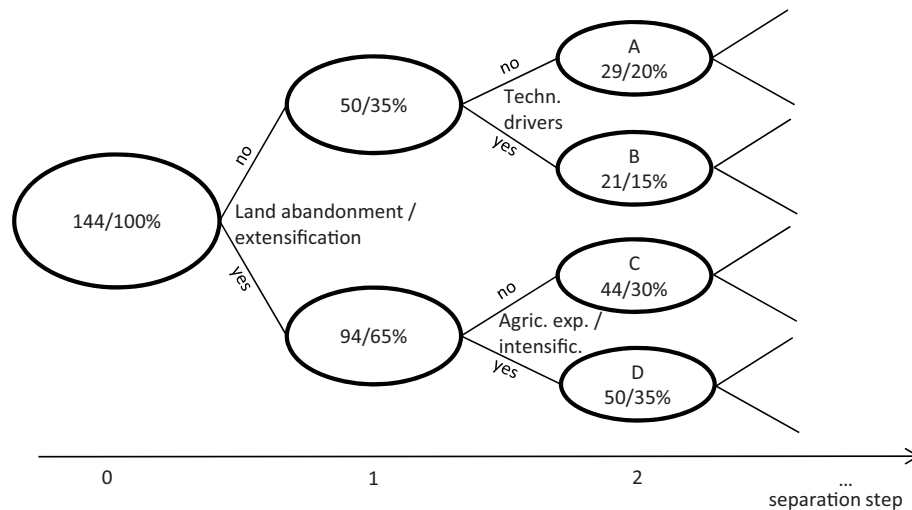 144/100%
no
yes
Land abandonment /
extensification
50/35%
94/65%
no
Techn.
drivers
yes
no
Agric. exp. /
intensific.
yes
A
29/20%
B
21/15%
C
44/30%
D
50/35%
0
1
2
...
separation step